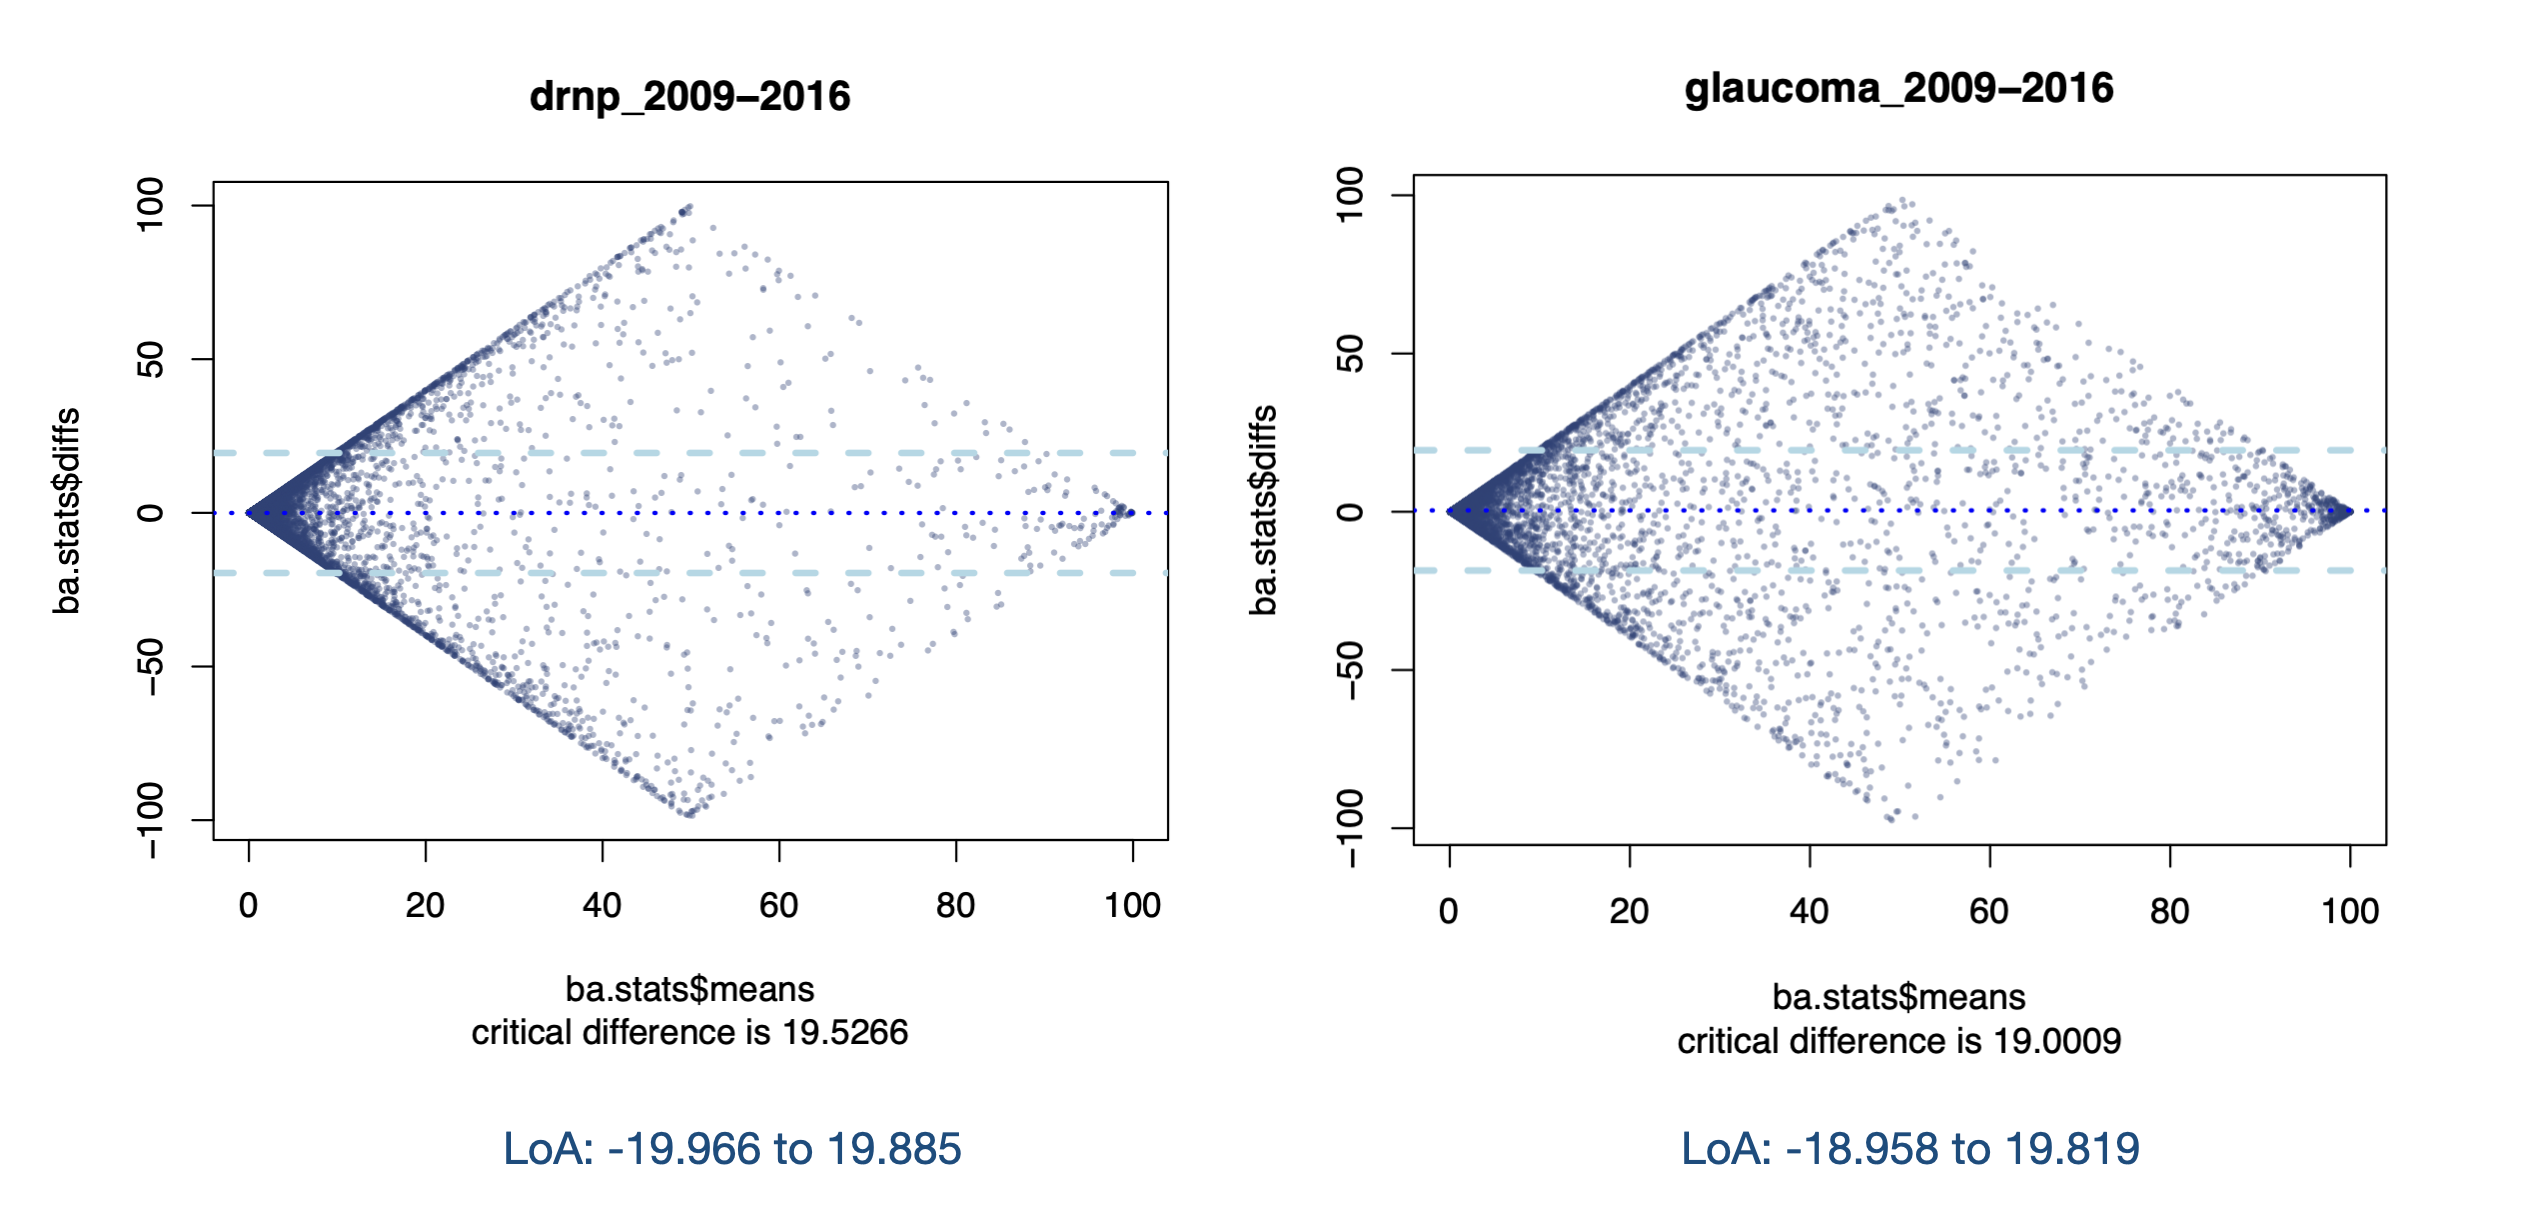 drnp_2009−2016
ba.stats$diffs
100
50
0
−50
−100
0 20 40 60 80 100
ba.stats$means
critical difference is 19.5266
LoA: -19.966 to 19.885
glaucoma_2009−2016
ba.stats$diffs
100
50
0
−50
−100
0 20 40 60 80 100
ba.stats$means
critical difference is 19.0009
LoA: -18.958 to 19.819